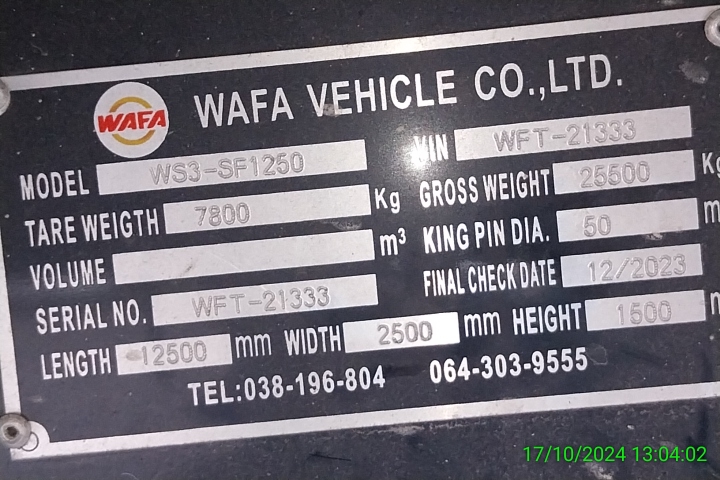 WAFA WAFA VEHICLE CO.,LTD.
MODEL WS3-SF1250 VIN WFT-21333
TARE WEIGTH 7800 Kg GROSS WEIGHT 25500 Kg
VOLUME m³ KING PIN DIA. 50 m
SERIAL NO. WFT-21333 FINAL CHECK DATE 12/2023
LENGTH 12500 mm WIDTH 2500 mm HEIGHT 1500 m
TEL:038-196-804 064-303-9555
17/10/2024 13:04:02